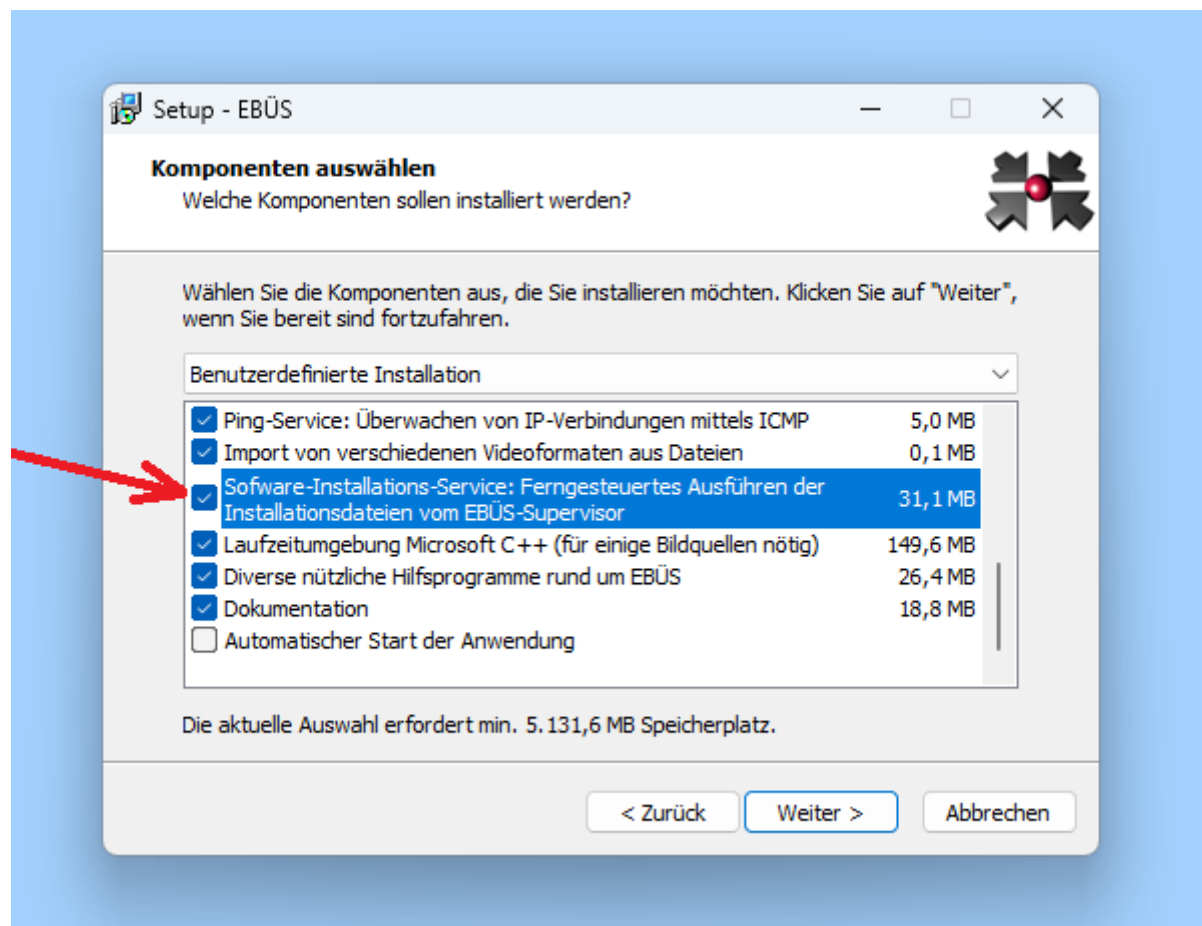 Setup - EBÜS
Komponenten auswählen
Welche Komponenten sollen installiert werden?
Wählen Sie die Komponenten aus, die Sie installieren möchten. Klicken Sie auf "Weiter",
wenn Sie bereit sind fortzufahren.
Benutzerdefinierte Installation
Ping-Service: Überwachen von IP-Verbindungen mittels ICMP 5,0 MB
Import von verschiedenen Videoformaten aus Dateien 0,1 MB
Sofware-Installations-Service: Ferngesteuertes Ausführen der
Installationsdateien vom EBÜS-Supervisor 31,1 MB
Laufzeitumgebung Microsoft C++ (für einige Bildquellen nötig) 149,6 MB
Diverse nützliche Hilfsprogramme rund um EBÜS 26,4 MB
Dokumentation 18,8 MB
Automatischer Start der Anwendung
Die aktuelle Auswahl erfordert min. 5.131,6 MB Speicherplatz.
< Zurück Weiter > Abbrechen